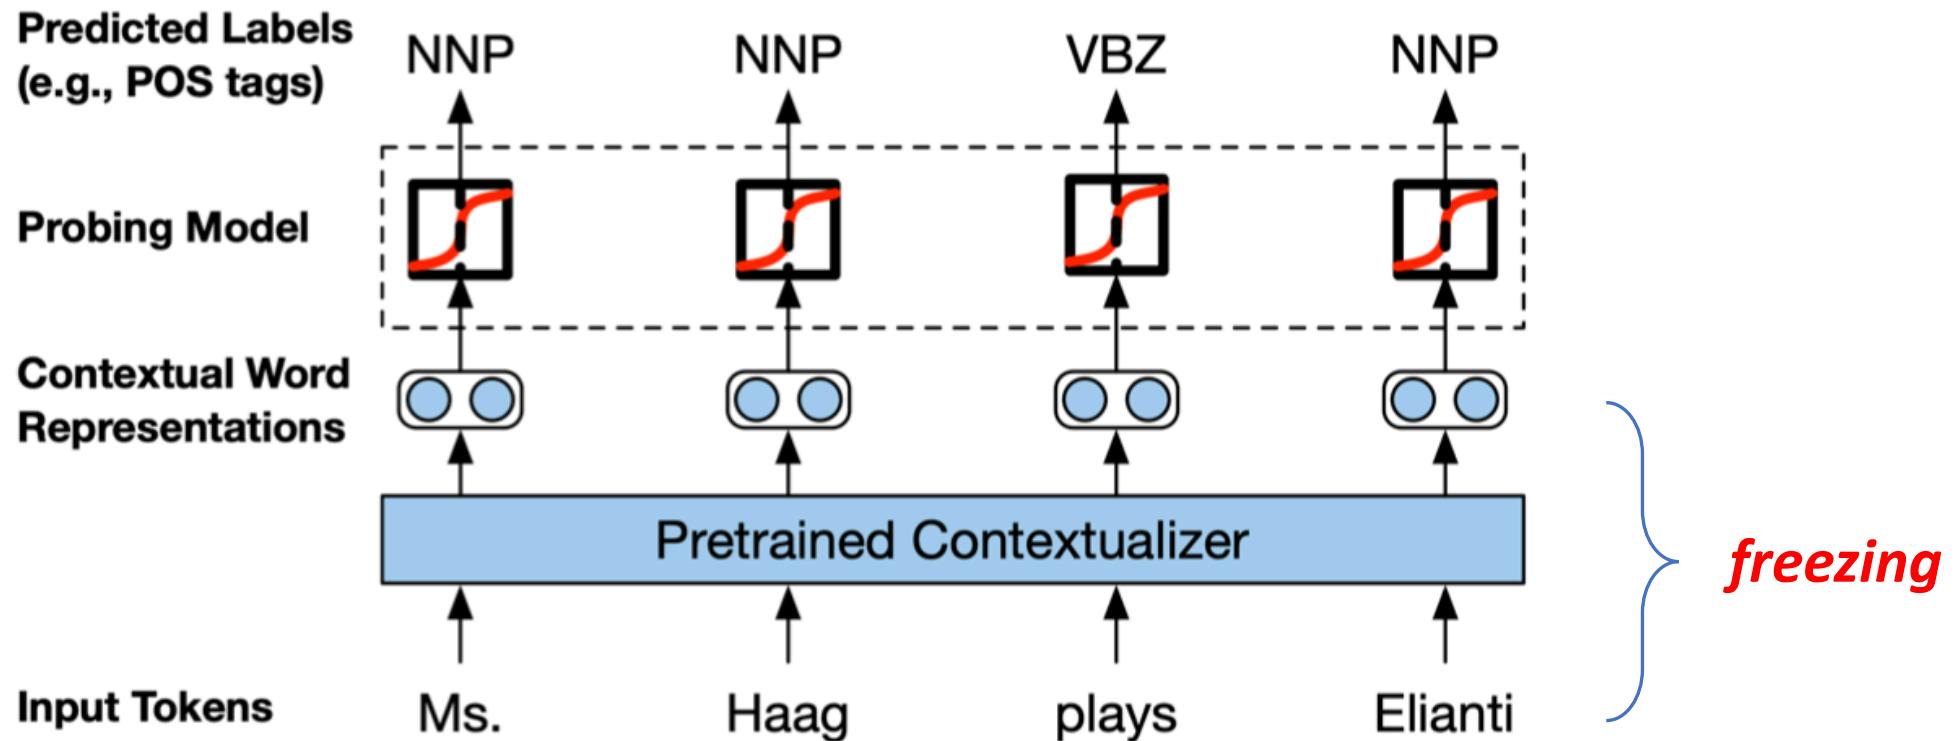 Predicted Labels
(e.g., POS tags)
NNP NNP VBZ NNP
Probing Model
Contextual Word
Representations
Pretrained Contextualizer
freezing
Input Tokens
Ms. Haag plays Elianti